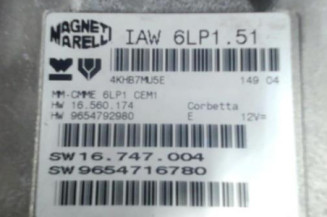 MAGNETI
MARELLI
IAW 6LP1.51
4KHB7MU5E 149 04
MM-CMME 6LP1 CEM1
HW 16.560.174 Corbetta
HW 9654792980 E 12V=
SW16.747.004
SW9654716780